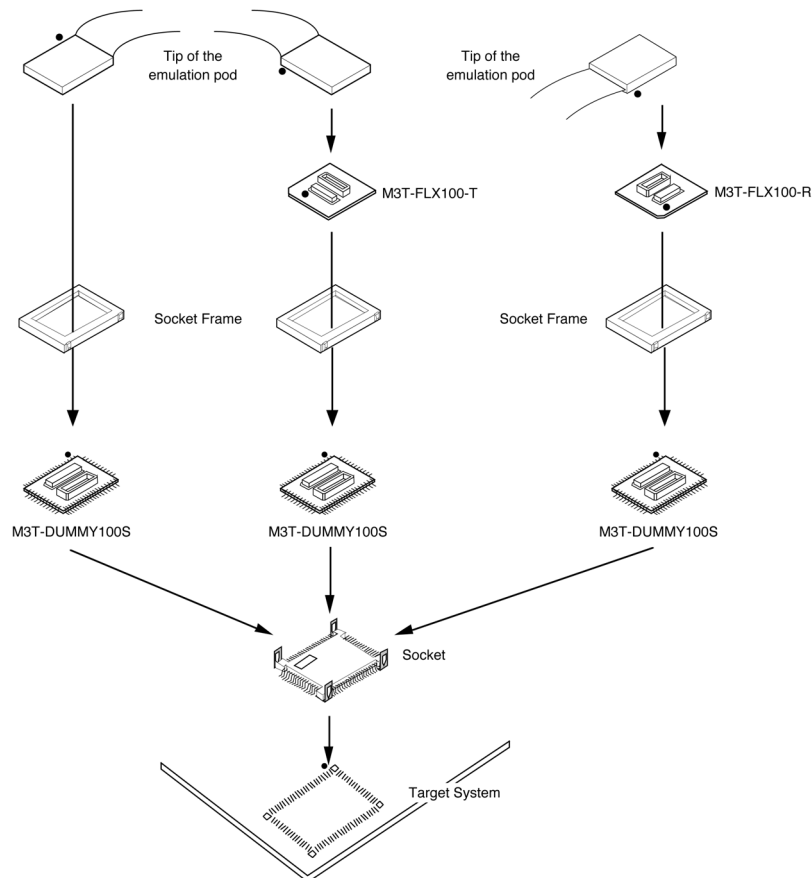 Tip of the
emulation pod
Tip of the
emulation pod
M3T-FLX100-T
M3T-FLX100-R
Socket Frame
Socket Frame
M3T-DUMMY100S
M3T-DUMMY100S
M3T-DUMMY100S
Socket
Target System